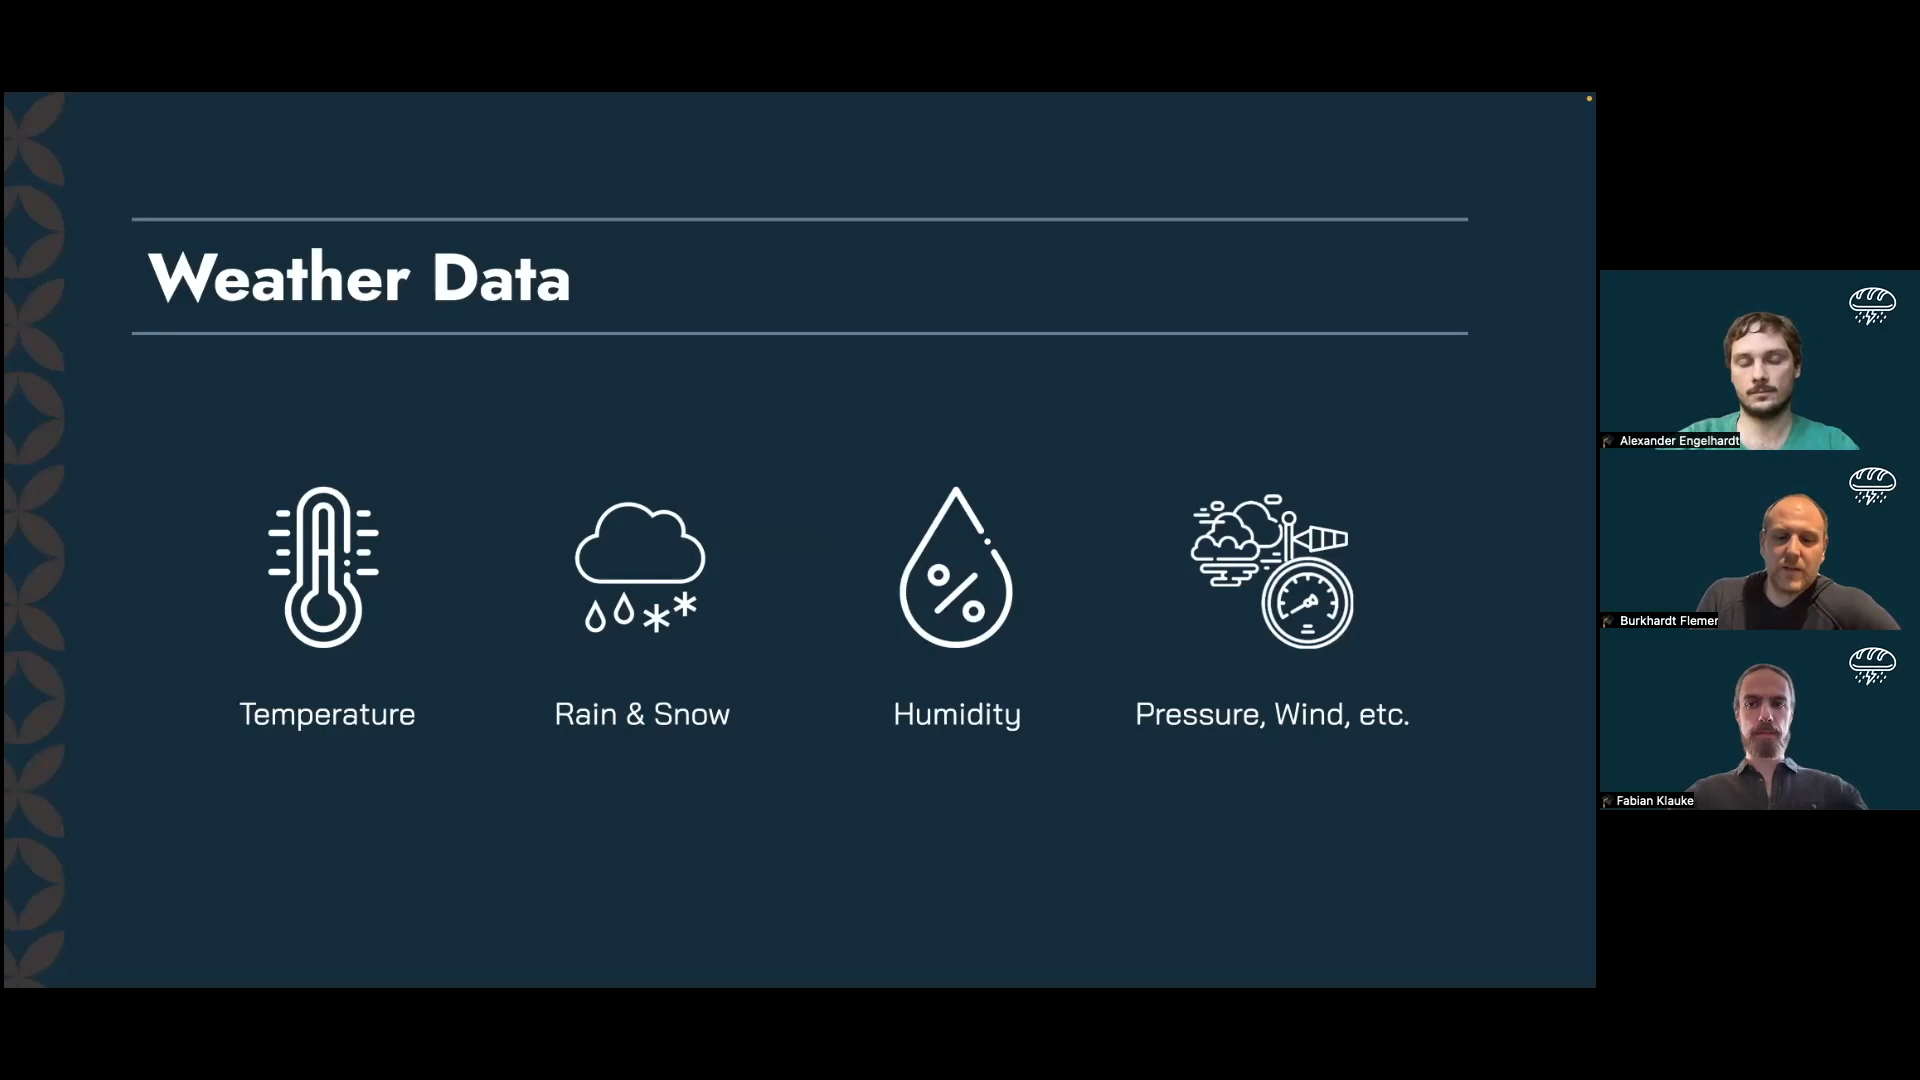 Weather Data
Temperature
Rain & Snow
Humidity
Pressure, Wind, etc.
Alexander Engelhardt
Burkhardt Flemer
Fabian Klauke